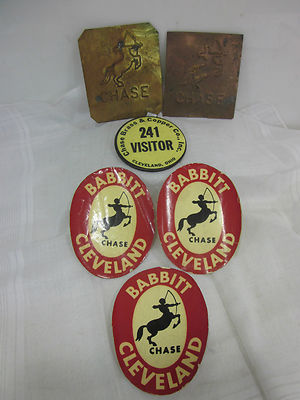 CHASE
CHASE
Chase Brass & Copper Co., Inc.
241
VISITOR
CLEVELAND, OHIO
BABBITT
CHASE
CLEVELAND
BABBITT
CHASE
CLEVELAND
BABBITT
CHASE
CLEVELAND